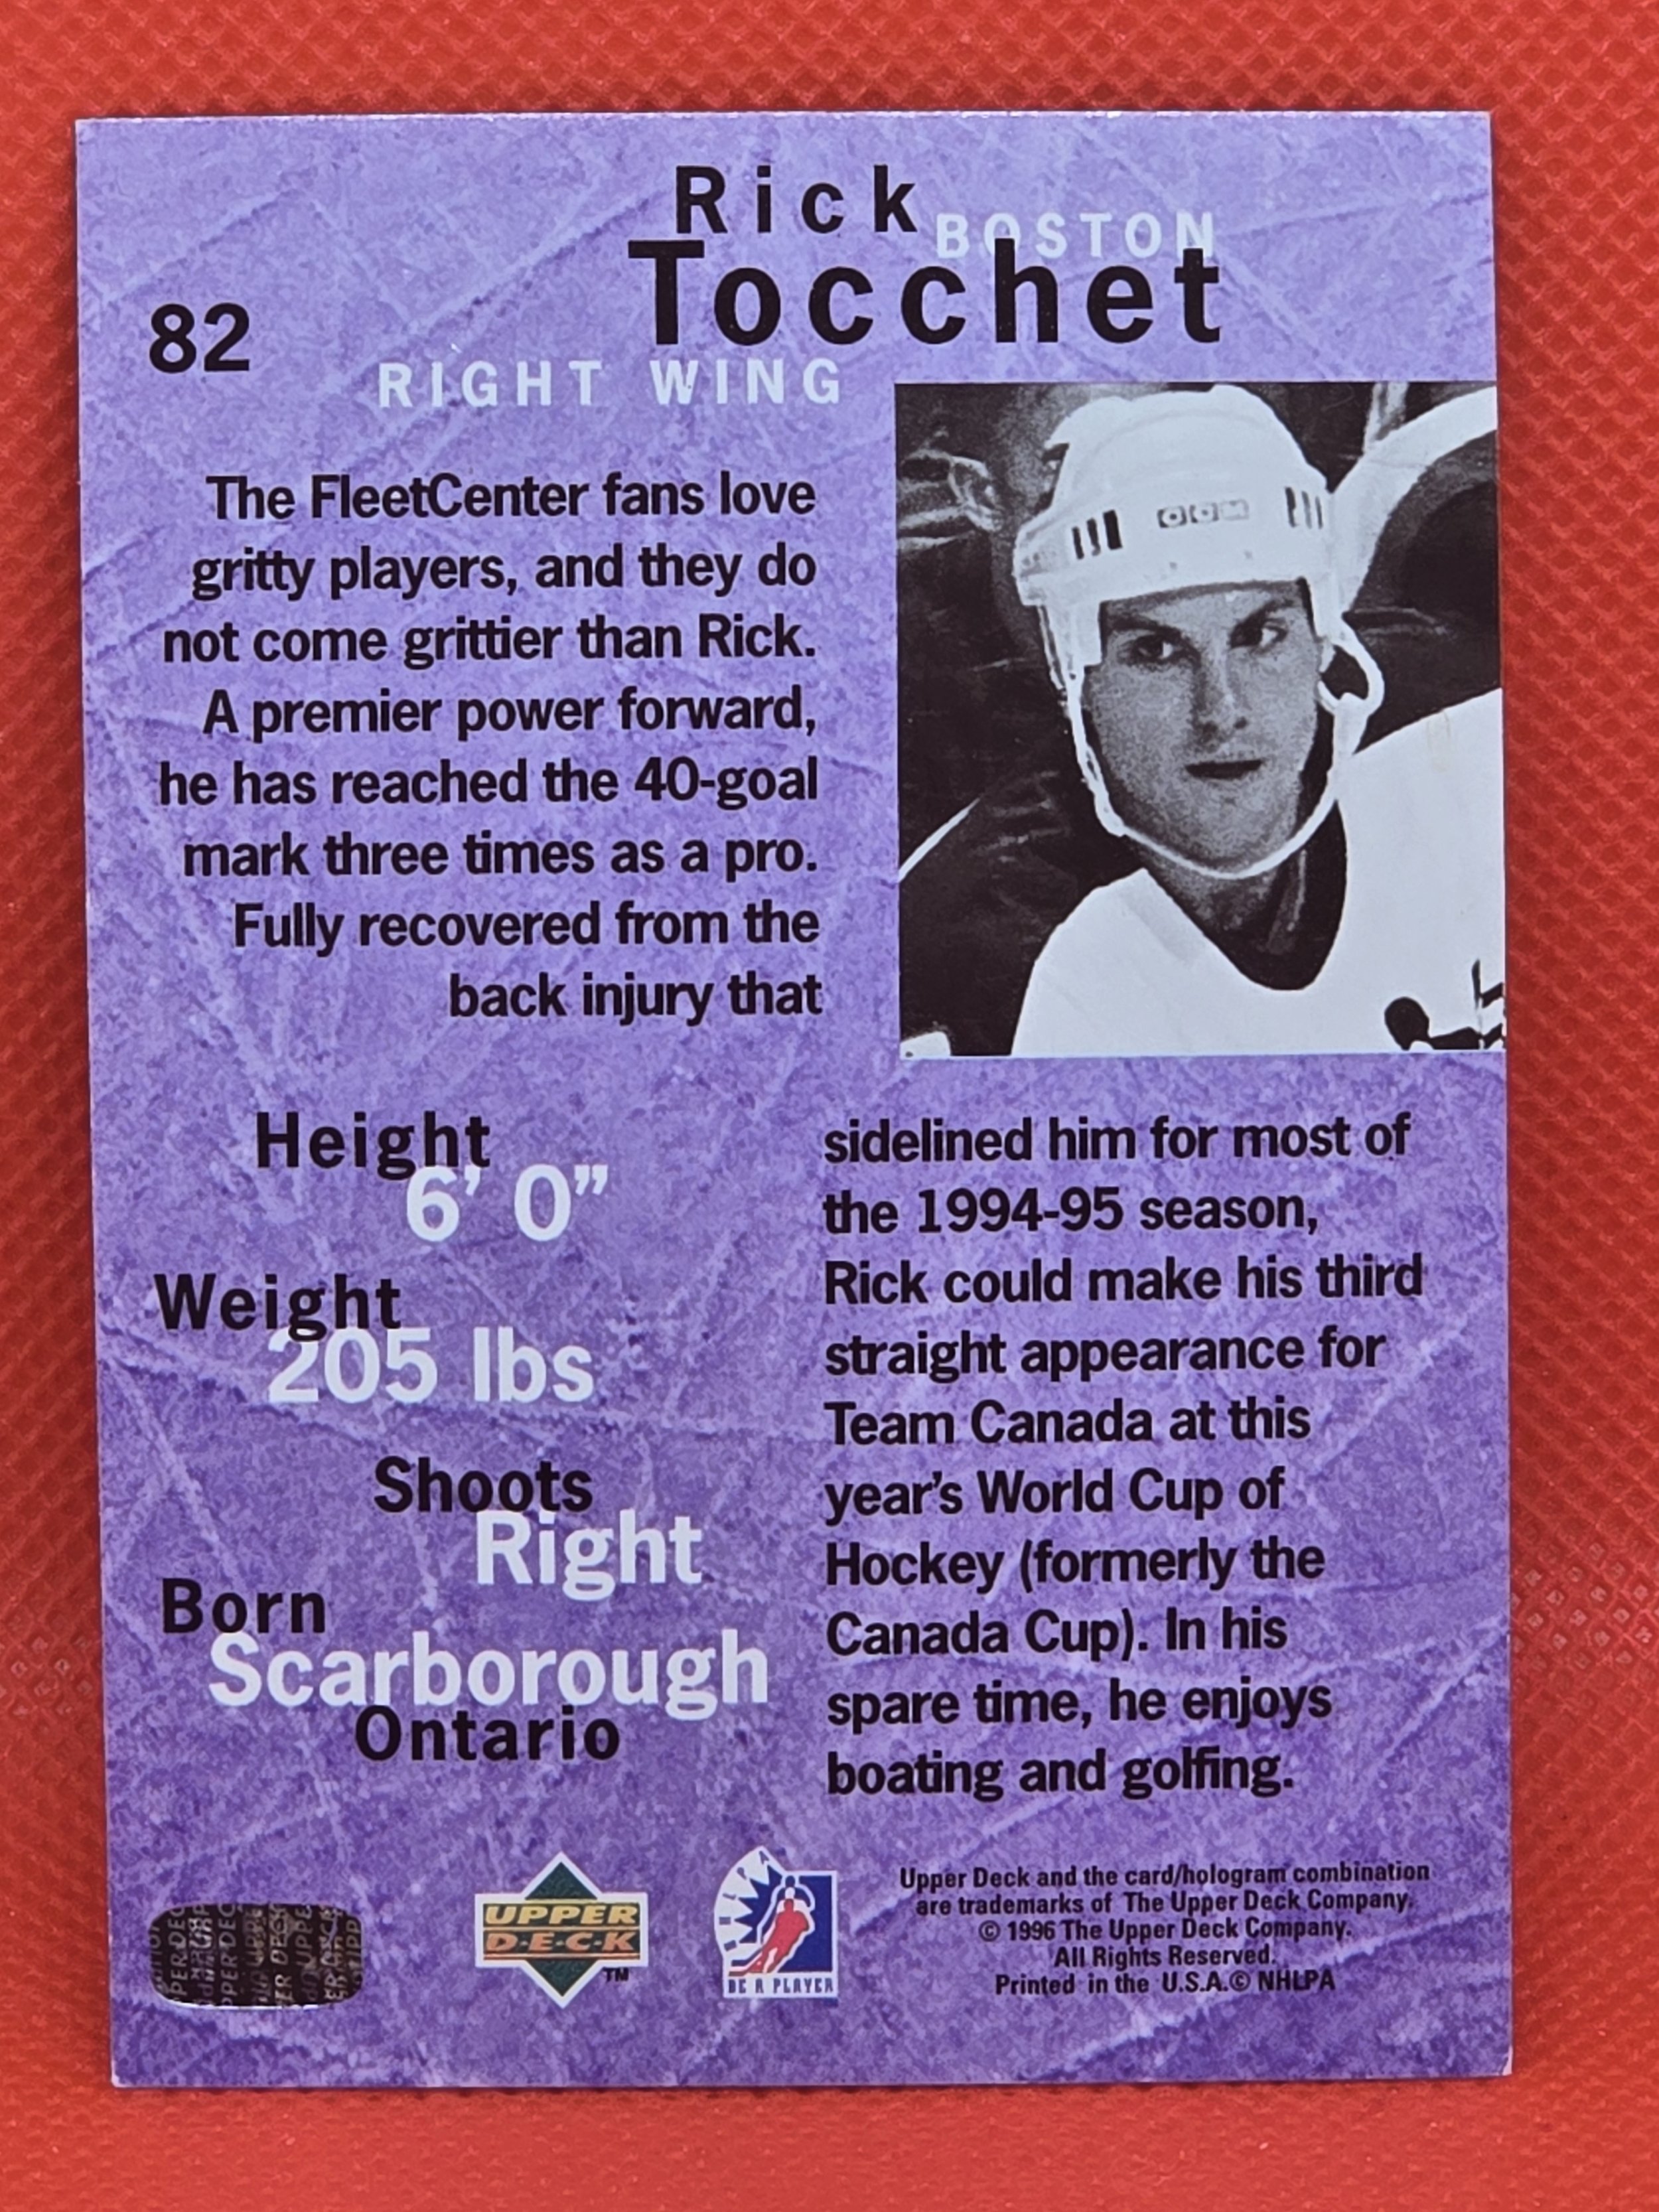 Rick
BOSTON
Tocchet
82
RIGHT WING
The FleetCenter fans love
gritty players, and they do
not come grittier than Rick.
A premier power forward,
he has reached the 40-goal
mark three times as a pro.
Fully recovered from the
back injury that
CCM
Height
6' 0"
Weight
205 lbs
Shoots
Right
Born
Scarborough
Ontario
sidelined him for most of
the 1994-95 season,
Rick could make his third
straight appearance for
Team Canada at this
year's World Cup of
Hockey (formerly the
Canada Cup). In his
spare time, he enjoys
boating and golfing.
UPPER
D·E·C·K
TM
NHLPA
BE A PLAYER
Upper Deck and the card/hologram combination
are trademarks of The Upper Deck Company.
© 1996 The Upper Deck Company.
All Rights Reserved.
Printed in the U.S.A.© NHLPA